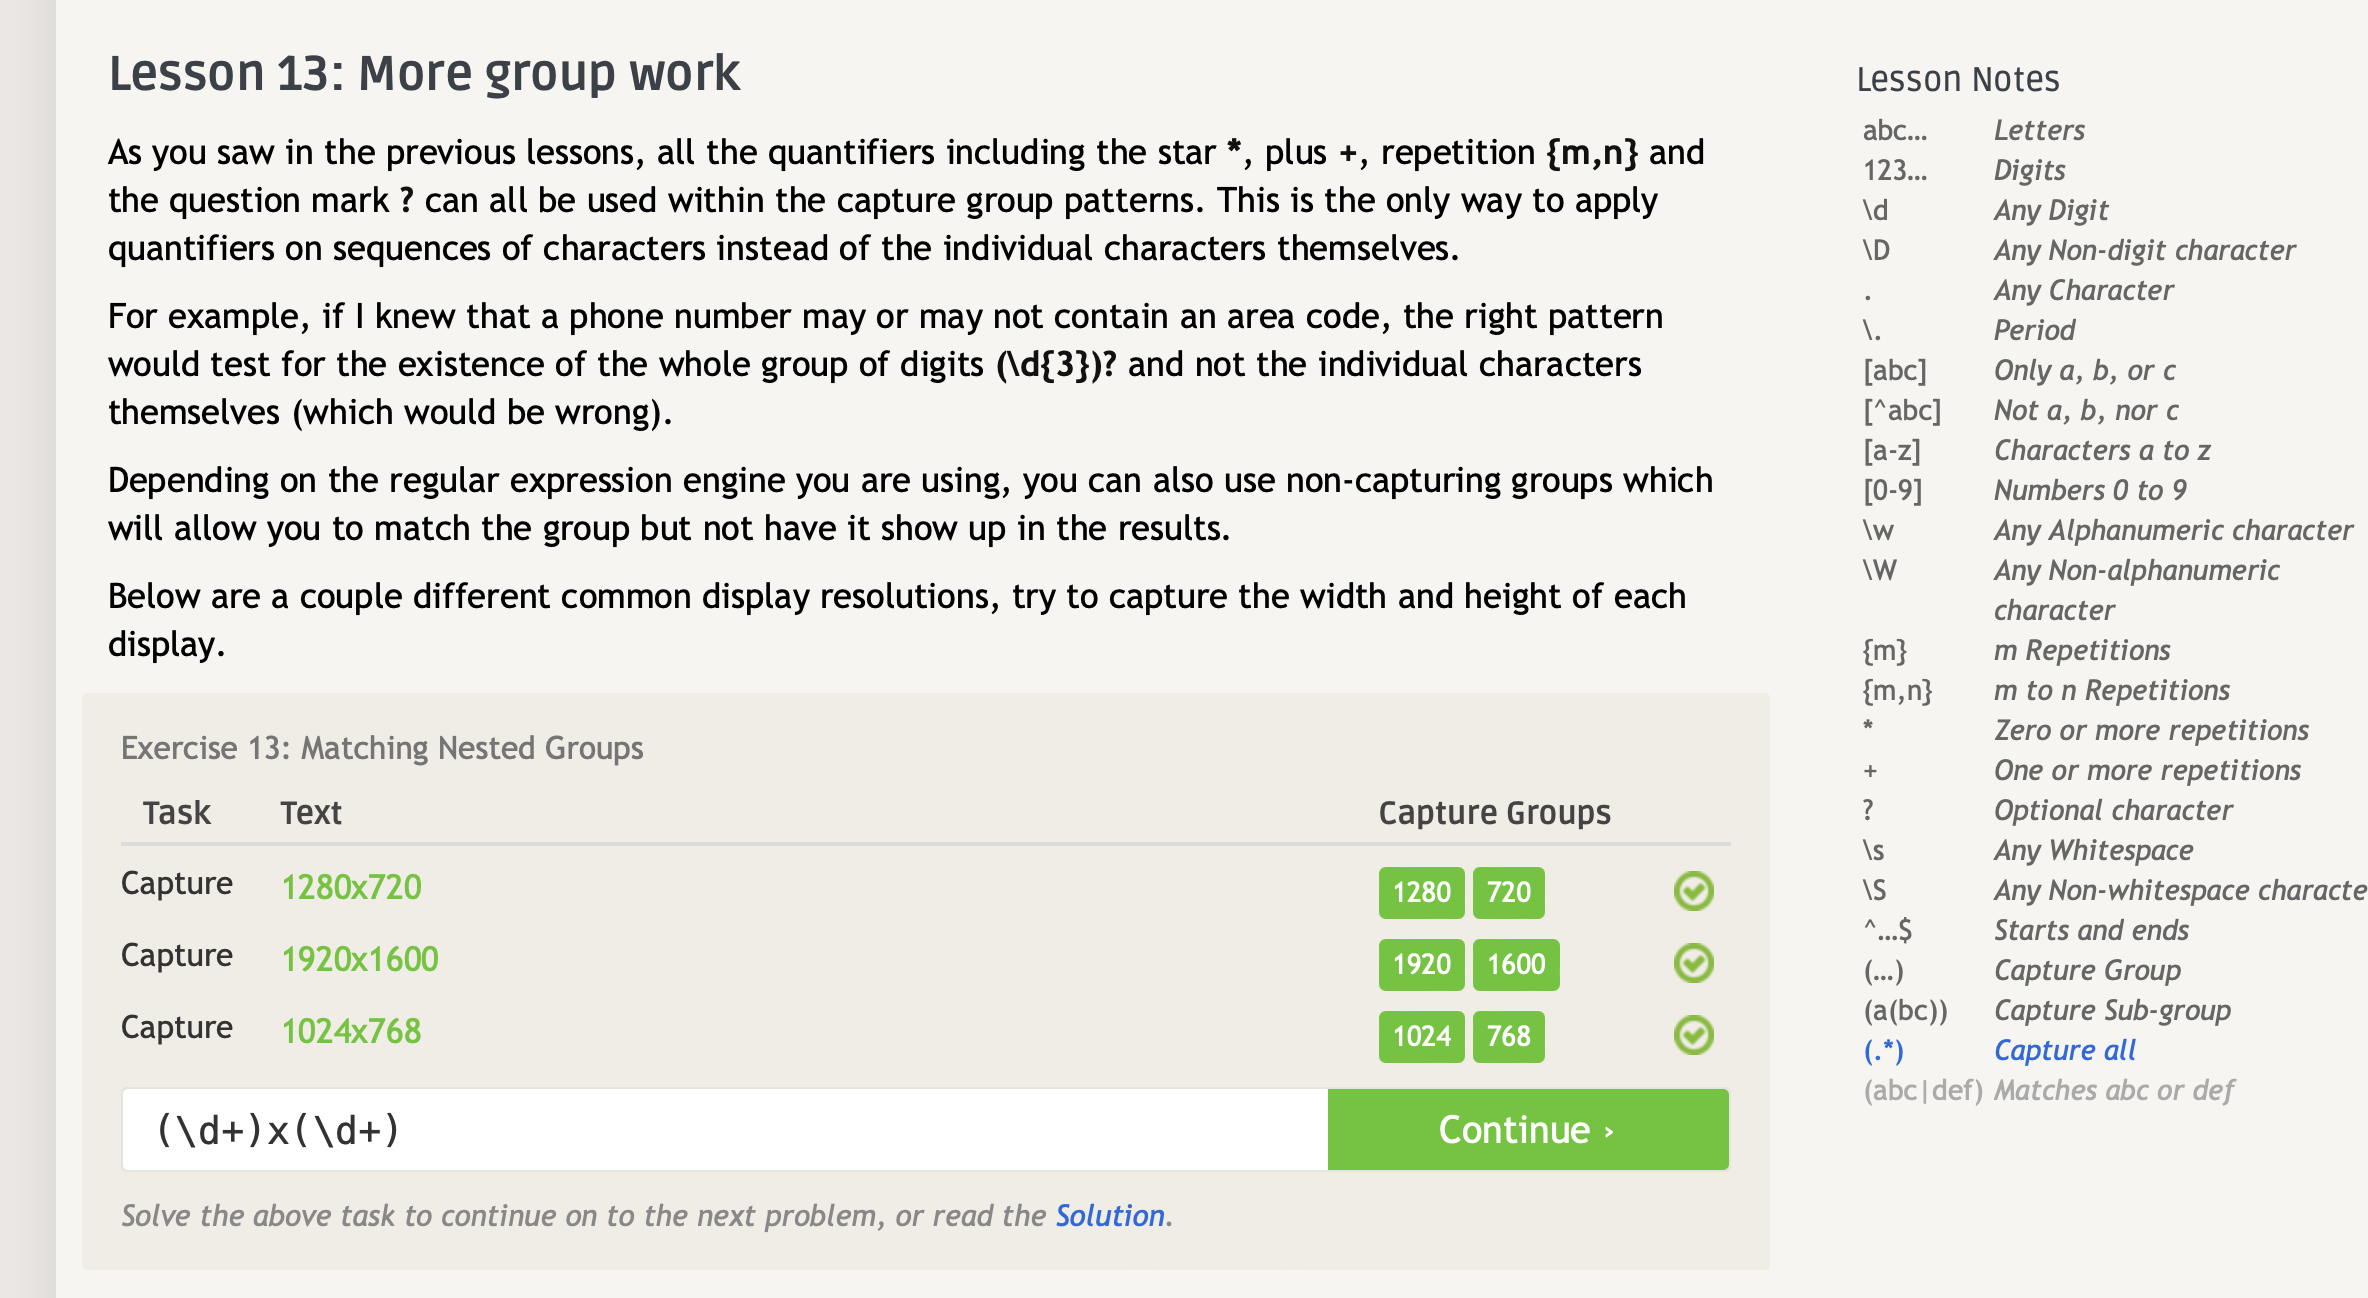 Lesson 13: More group work
As you saw in the previous lessons, all the quantifiers including the star *, plus +, repetition {m,n} and
the question mark ? can all be used within the capture group patterns. This is the only way to apply
quantifiers on sequences of characters instead of the individual characters themselves.
For example, if I knew that a phone number may or may not contain an area code, the right pattern
would test for the existence of the whole group of digits (\d{3})? and not the individual characters
themselves (which would be wrong).
Depending on the regular expression engine you are using, you can also use non-capturing groups which
will allow you to match the group but not have it show up in the results.
Below are a couple different common display resolutions, try to capture the width and height of each
display.
Exercise 13: Matching Nested Groups
Task Text Capture Groups
Capture 1280x720 1280 720
Capture 1920x1600 1920 1600
Capture 1024x768 1024 768
(\d+)x(\d+) Continue ›
Solve the above task to continue on to the next problem, or read the Solution.
Lesson Notes
abc… Letters
123… Digits
\d Any Digit
\D Any Non-digit character
. Any Character
\. Period
[abc] Only a, b, or c
[^abc] Not a, b, nor c
[a-z] Characters a to z
[0-9] Numbers 0 to 9
\w Any Alphanumeric character
\W Any Non-alphanumeric
character
{m} m Repetitions
{m,n} m to n Repetitions
* Zero or more repetitions
+ One or more repetitions
? Optional character
\s Any Whitespace
\S Any Non-whitespace characte
^…$ Starts and ends
(…) Capture Group
(a(bc)) Capture Sub-group
(.*) Capture all
(abc|def) Matches abc or def